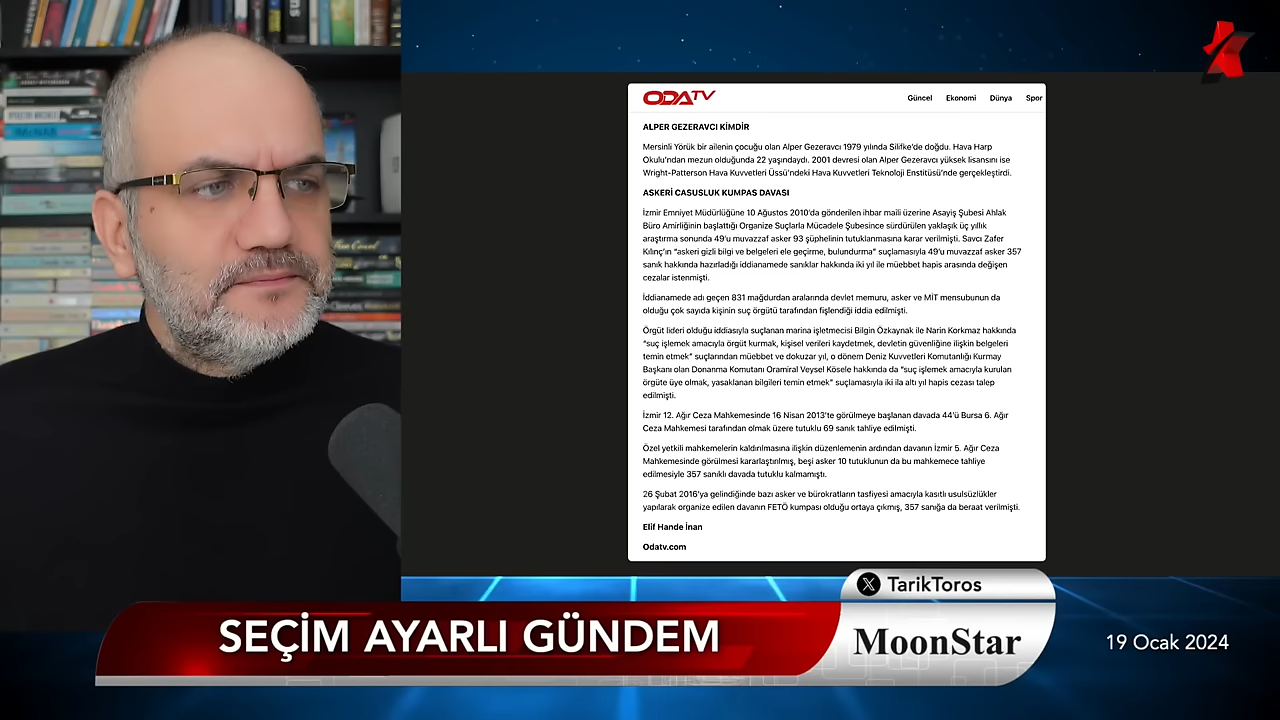 ODATV
Güncel Ekonomi Dünya Spor
ALPER GEZERAVCI KİMDİR
Mersinli Yörük bir ailenin çocuğu olan Alper Gezeravcı 1979 yılında Silifke'de doğdu. Hava Harp
Okulu'ndan mezun olduğunda 22 yaşındaydı. 2001 devresi olan Alper Gezeravcı yüksek lisansını ise
Wright-Patterson Hava Kuvvetleri Üssü'ndeki Hava Kuvvetleri Teknoloji Enstitüsü'nde gerçekleştirdi.
ASKERİ CASUSLUK KUMPAS DAVASI
İzmir Emniyet Müdürlüğüne 10 Ağustos 2010'da gönderilen ihbar maili üzerine Asayiş Şubesi Ahlak
Büro Amirliğinin başlattığı Organize Suçlarla Mücadele Şubesince sürdürülen yaklaşık üç yıllık
araştırma sonunda 49'u muvazzaf asker 93 şüphelinin tutuklanmasına karar verilmişti. Savcı Zafer
Kılınç'ın "askeri gizli bilgi ve belgeleri ele geçirme, bulundurma" suçlamasıyla 49'u muvazzaf asker 357
sanık hakkında hazırladığı iddianamede sanıklar hakkında iki yıl ile müebbet hapis arasında değişen
cezalar istenmişti.
İddianamede adı geçen 831 mağdurdan aralarında devlet memuru, asker ve MİT mensubunun da
olduğu çok sayıda kişinin suç örgütü tarafından fişlendiği iddia edilmişti.
Örgüt lideri olduğu iddiasıyla suçlanan marina işletmecisi Bilgin Özkaynak ile Narin Korkmaz hakkında
"suç işlemek amacıyla örgüt kurmak, kişisel verileri kaydetmek, devletin güvenliğine ilişkin belgeleri
temin etmek" suçlarından müebbet ve dokuzar yıl, o dönem Deniz Kuvvetleri Komutanlığı Kurmay
Başkanı olan Donanma Komutanı Oramiral Veysel Kösele hakkında da "suç işlemek amacıyla kurulan
örgüte üye olmak, yasaklanan bilgileri temin etmek" suçlamasıyla iki ila altı yıl hapis cezası talep
edilmişti.
İzmir 12. Ağır Ceza Mahkemesinde 16 Nisan 2013'te görülmeye başlanan davada 44'ü Bursa 6. Ağır
Ceza Mahkemesi tarafından olmak üzere tutuklu 69 sanık tahliye edilmişti.
Özel yetkili mahkemelerin kaldırılmasına ilişkin düzenlemenin ardından davanın İzmir 5. Ağır Ceza
Mahkemesinde görülmesi kararlaştırılmış, beşi asker 10 tutuklunun da bu mahkemece tahliye
edilmesiyle 357 sanıklı davada tutuklu kalmamıştı.
26 Şubat 2016'ya gelindiğinde bazı asker ve bürokratların tasfiyesi amacıyla kasıtlı usulsüzlükler
yapılarak organize edilen davanın FETÖ kumpası olduğu ortaya çıkmış, 357 sanığa da beraat verilmişti.
Elif Hande İnan
Odatv.com
X TarikToros
SEÇİM AYARLI GÜNDEM
MoonStar
19 Ocak 2024